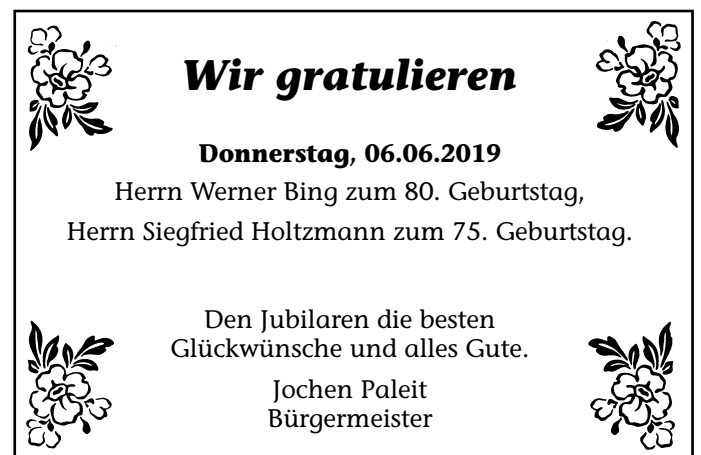 Wir gratulieren
Donnerstag, 06.06.2019
Herrn Werner Bing zum 80. Geburtstag,
Herrn Siegfried Holtzmann zum 75. Geburtstag.
Den Jubilaren die besten
Glückwünsche und alles Gute.
Jochen Paleit
Bürgermeister